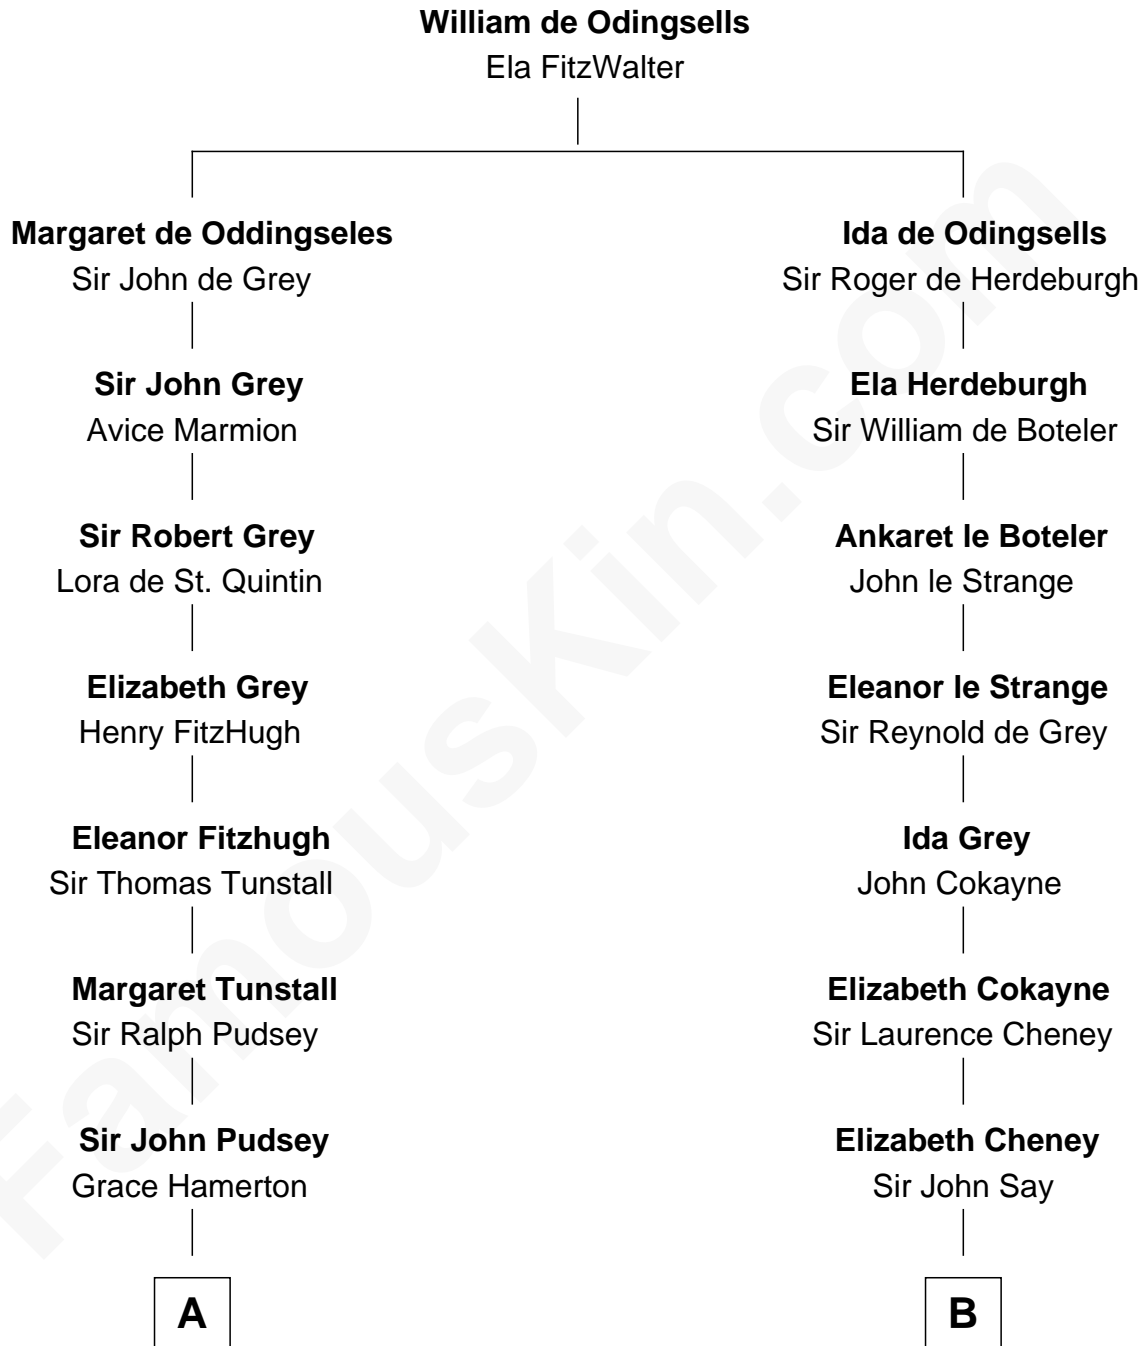 William de Odingsells
Ela FitzWalter
Margaret de Oddingseles
Sir John de Grey
Sir John Grey
Avice Marmion
Sir Robert Grey
Lora de St. Quintin
Elizabeth Grey
Henry FitzHugh
Eleanor Fitzhugh
Sir Thomas Tunstall
Margaret Tunstall
Sir Ralph Pudsey
Sir John Pudsey
Grace Hamerton
A
Ida de Odingsells
Sir Roger de Herdeburgh
Ela Herdeburgh
Sir William de Boteler
Ankaret le Boteler
John le Strange
Eleanor le Strange
Sir Reynold de Grey
Ida Grey
John Cokayne
Elizabeth Cokayne
Sir Laurence Cheney
Elizabeth Cheney
Sir John Say
B
FamousKin.com